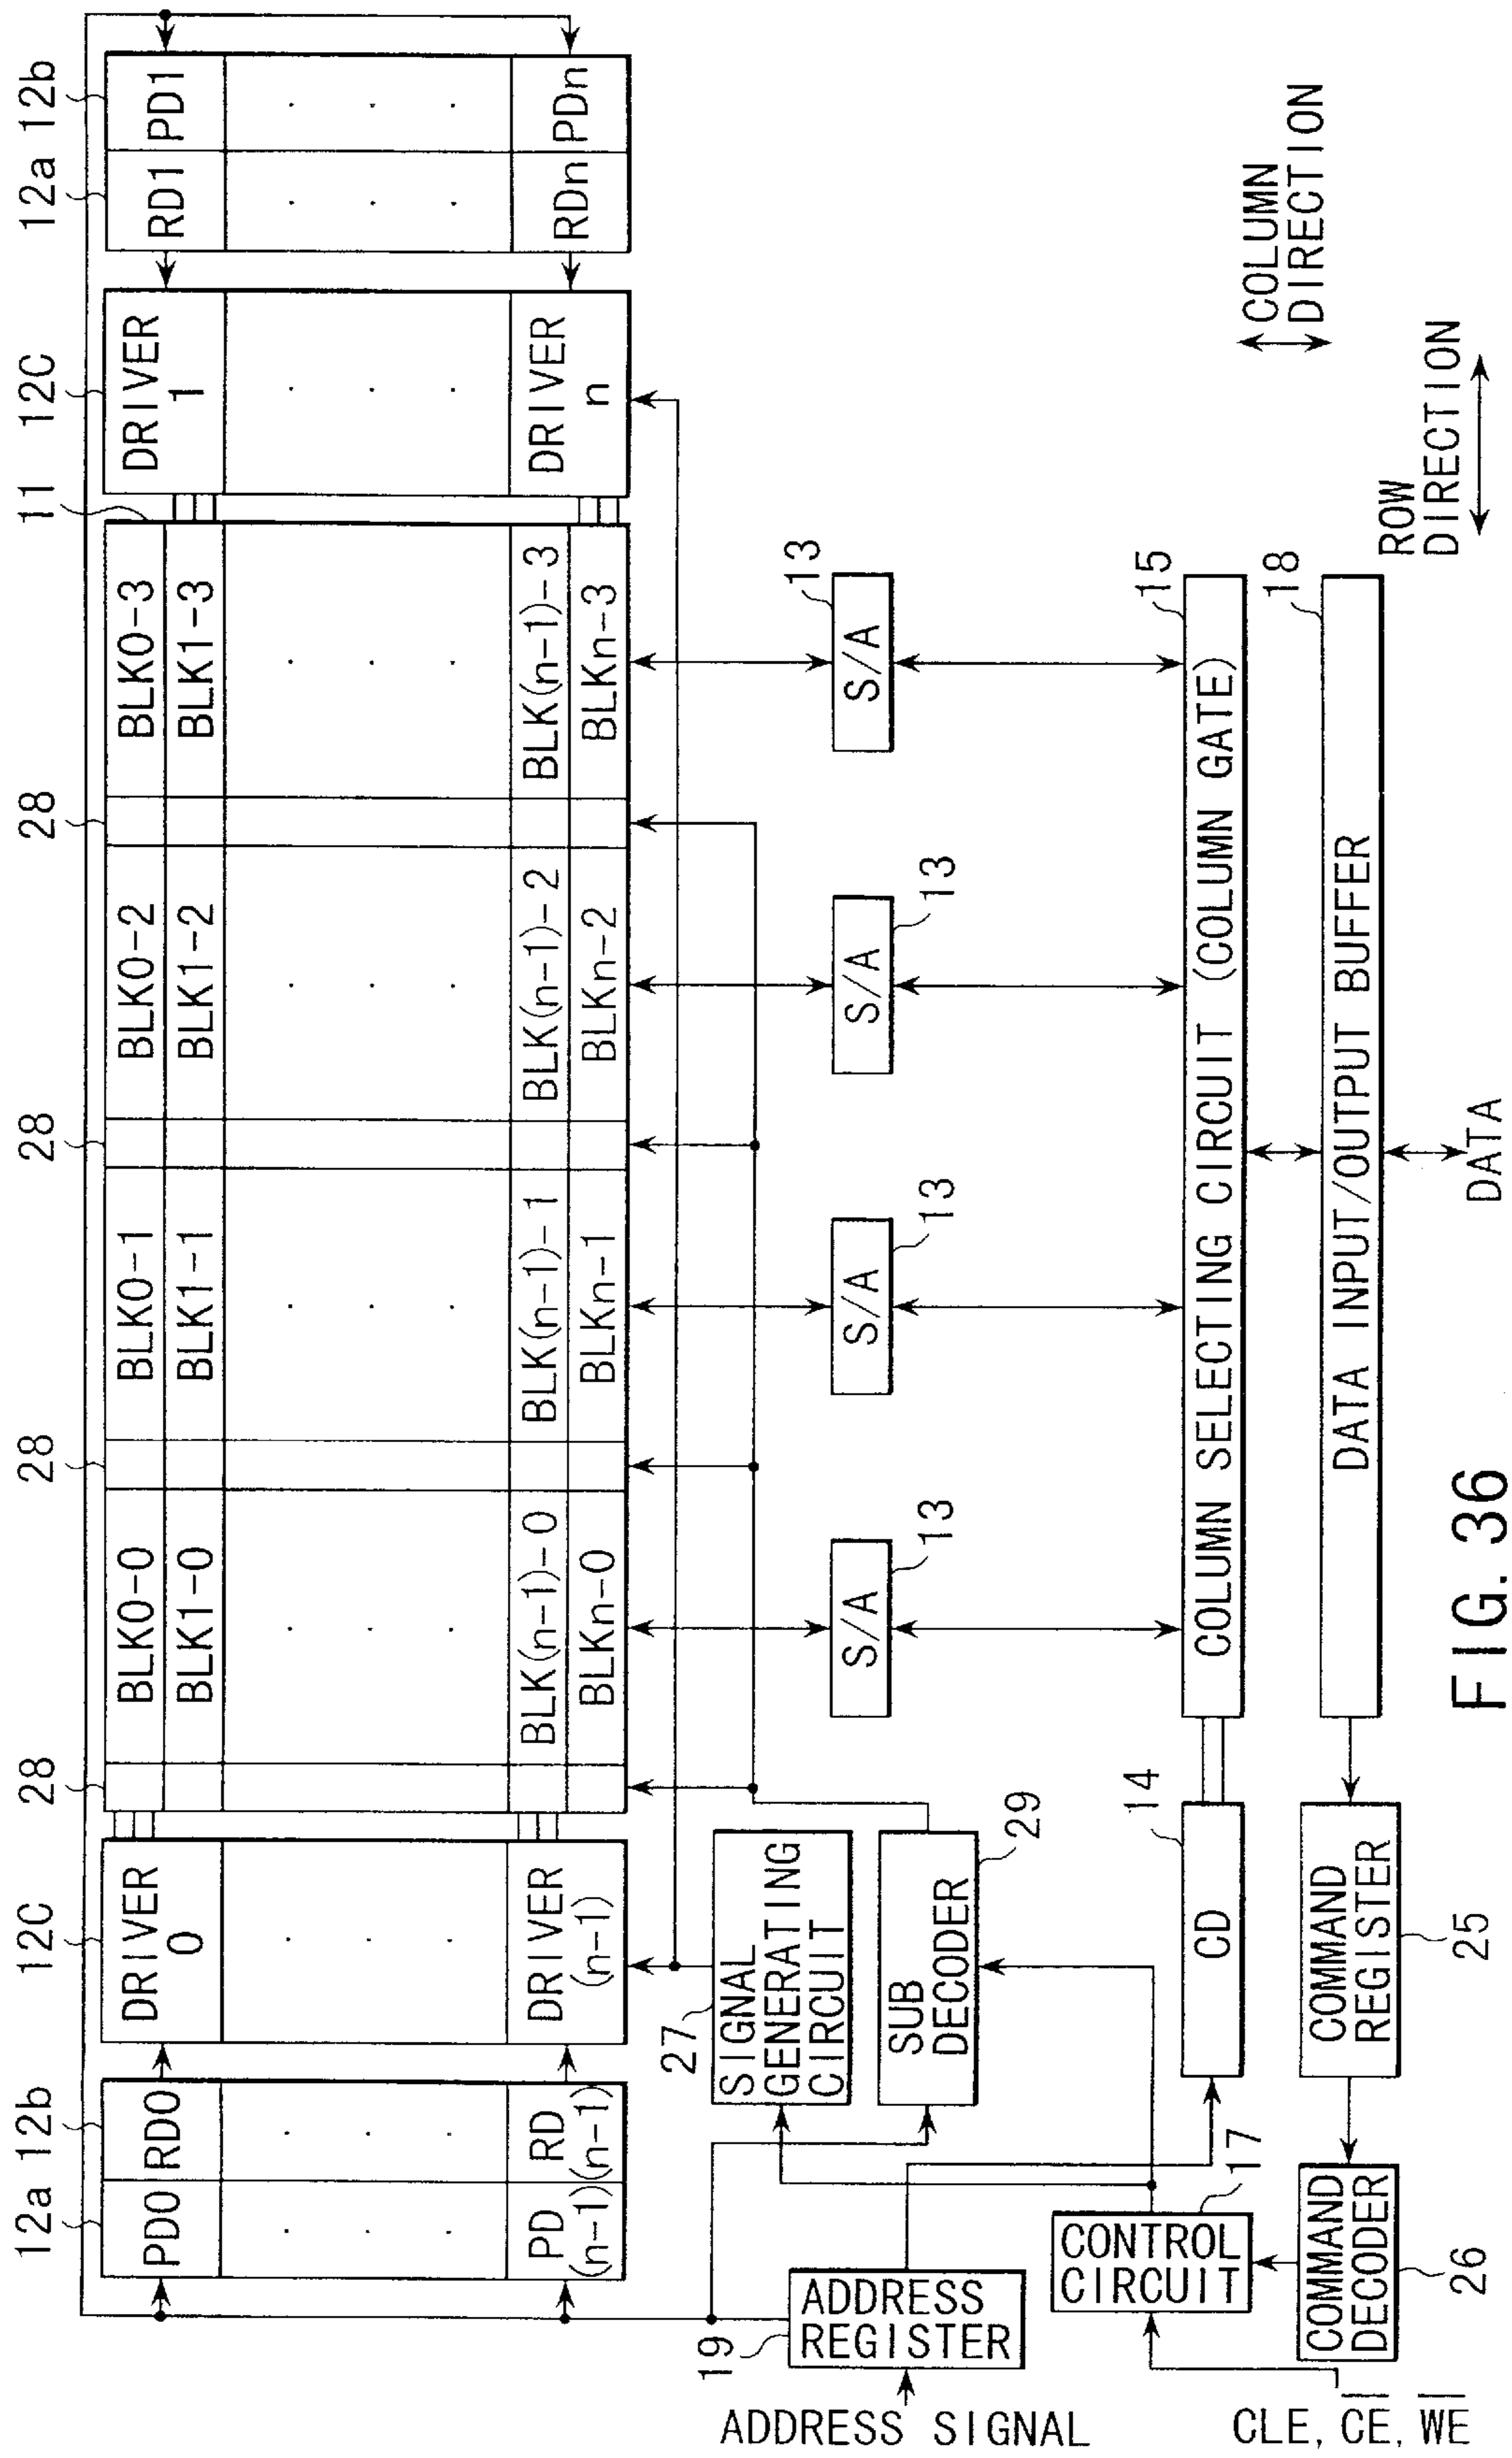 12a
12b
12C
28
28
28
28
11
12C
12a
12b
PD0
RD0
DRIVER
0
BLK0-0
BLK0-1
BLK0-2
BLK0-3
BLK1-0
BLK1-1
BLK1-2
BLK1-3
DRIVER
1
RD1
PD1
PD
(n-1)
RD
(n-1)
DRIVER
(n-1)
BLK(n-1)-0
BLK(n-1)-1
BLK(n-1)-2
BLK(n-1)-3
BLKn-0
BLKn-1
BLKn-2
BLKn-3
DRIVER
n
RDn
PDn
27
SIGNAL
GENERATING
CIRCUIT
19
ADDRESS
REGISTER
ADDRESS SIGNAL
SUB
DECODER
29
S/A
13
S/A
13
S/A
13
S/A
13
CONTROL
CIRCUIT
17
CD
14
COLUMN SELECTING CIRCUIT (COLUMN GATE)
15
COLUMN
DIRECTION
CLE, CE, WE
COMMAND
DECODER
26
COMMAND
REGISTER
25
DATA INPUT/OUTPUT BUFFER
18
ROW
DIRECTION
DATA
FIG. 36